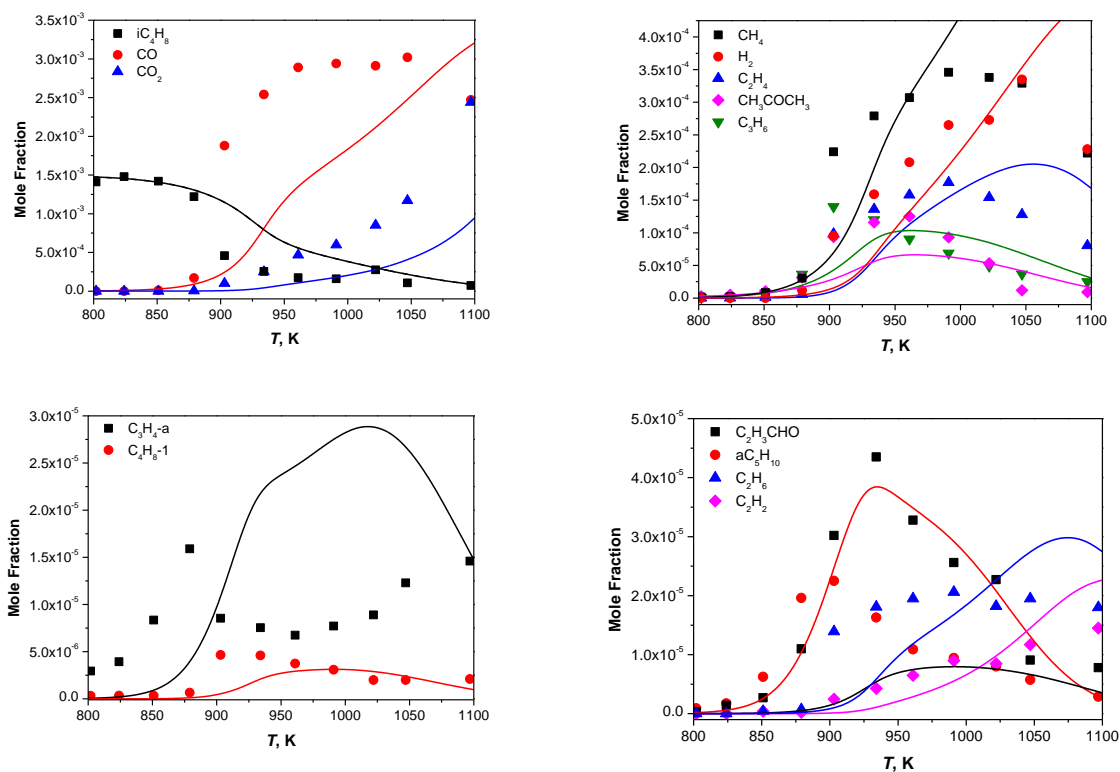 3.5x10⁻³
3.0x10⁻³
2.5x10⁻³
2.0x10⁻³
1.5x10⁻³
1.0x10⁻³
5.0x10⁻⁴
0.0
Mole Fraction
iC₄H₈
CO
CO₂
800 850 900 950 1000 1050 1100
T, K
4.0x10⁻⁴
3.5x10⁻⁴
3.0x10⁻⁴
2.5x10⁻⁴
2.0x10⁻⁴
1.5x10⁻⁴
1.0x10⁻⁴
5.0x10⁻⁵
0.0
Mole Fraction
CH₄
H₂
C₂H₄
CH₃COCH₃
C₃H₆
800 850 900 950 1000 1050 1100
T, K
3.0x10⁻⁵
2.5x10⁻⁵
2.0x10⁻⁵
1.5x10⁻⁵
1.0x10⁻⁵
5.0x10⁻⁶
0.0
Mole Fraction
C₃H₄-a
C₄H₈-1
800 850 900 950 1000 1050 1100
T, K
5.0x10⁻⁵
4.0x10⁻⁵
3.0x10⁻⁵
2.0x10⁻⁵
1.0x10⁻⁵
0.0
Mole Fraction
C₂H₃CHO
aC₅H₁₀
C₂H₆
C₂H₂
800 850 900 950 1000 1050 1100
T, K